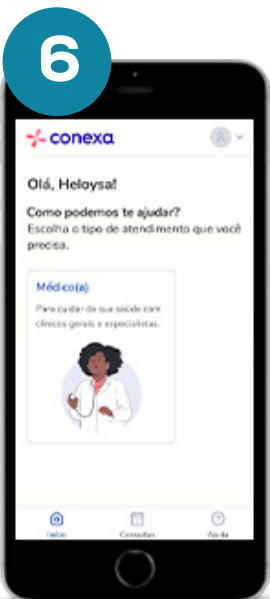 6
conexa
Olá, Heloysa!
Como podemos te ajudar?
Escolha o tipo de atendimento que você
precisa.
Médico(a)
Para cuidar da sua saúde com
clínicos gerais e especialistas.
Início
Consultas
Ajuda